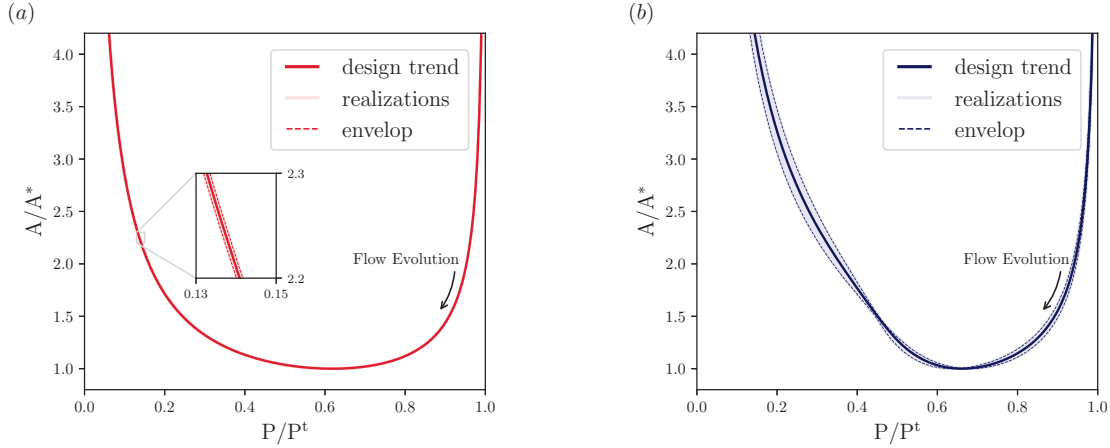 (a)
design trend
realizations
envelop
Flow Evolution
2.3
2.2
0.13
0.15
4.0
3.5
3.0
2.5
2.0
1.5
1.0
A/A*
0.0
0.2
0.4
0.6
0.8
1.0
P/Pᵗ
(b)
design trend
realizations
envelop
Flow Evolution
4.0
3.5
3.0
2.5
2.0
1.5
1.0
A/A*
0.0
0.2
0.4
0.6
0.8
1.0
P/Pᵗ